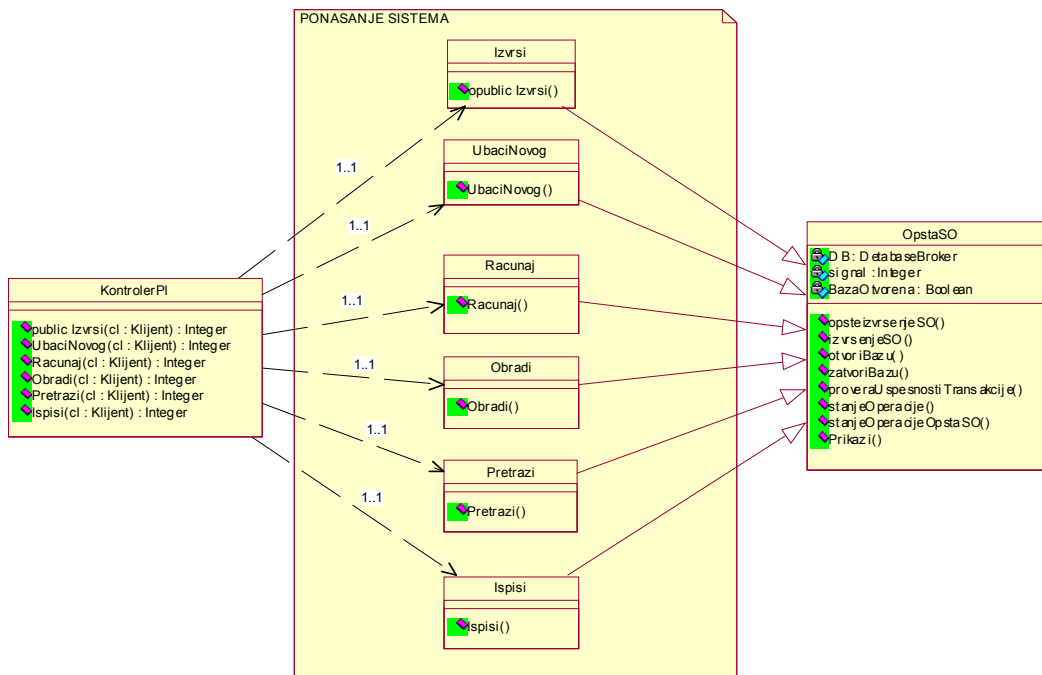 PONASANJE SISTEMA
Izvrsi
opublic Izvrsi()
1..1
UbaciNovog
UbaciNovog()
1..1
OpstaSO
DB : DetabaseBroker
signal : Integer
BazaOtvorena : Boolean
opsteizvrsenjeSO()
izvrsenjeSO()
otvoriBazu()
zatvoriBazu()
proveraUspesnostiTransakcije()
stanjeOperacije()
stanjeOperacijeOpstaSO()
Prikazi()
KontrolerPI
public Izvrsi(cl : Klijent) : Integer
UbaciNovog(cl : Klijent) : Integer
Racunaj(cl : Klijent) : Integer
Obradi(cl : Klijent) : Integer
Pretrazi(cl : Klijent) : Integer
Ispisi(cl : Klijent) : Integer
Racunaj
Racunaj()
1..1
Obradi
Obradi()
1..1
Pretrazi
Pretrazi()
1..1
Ispisi
Ispisi()
1..1